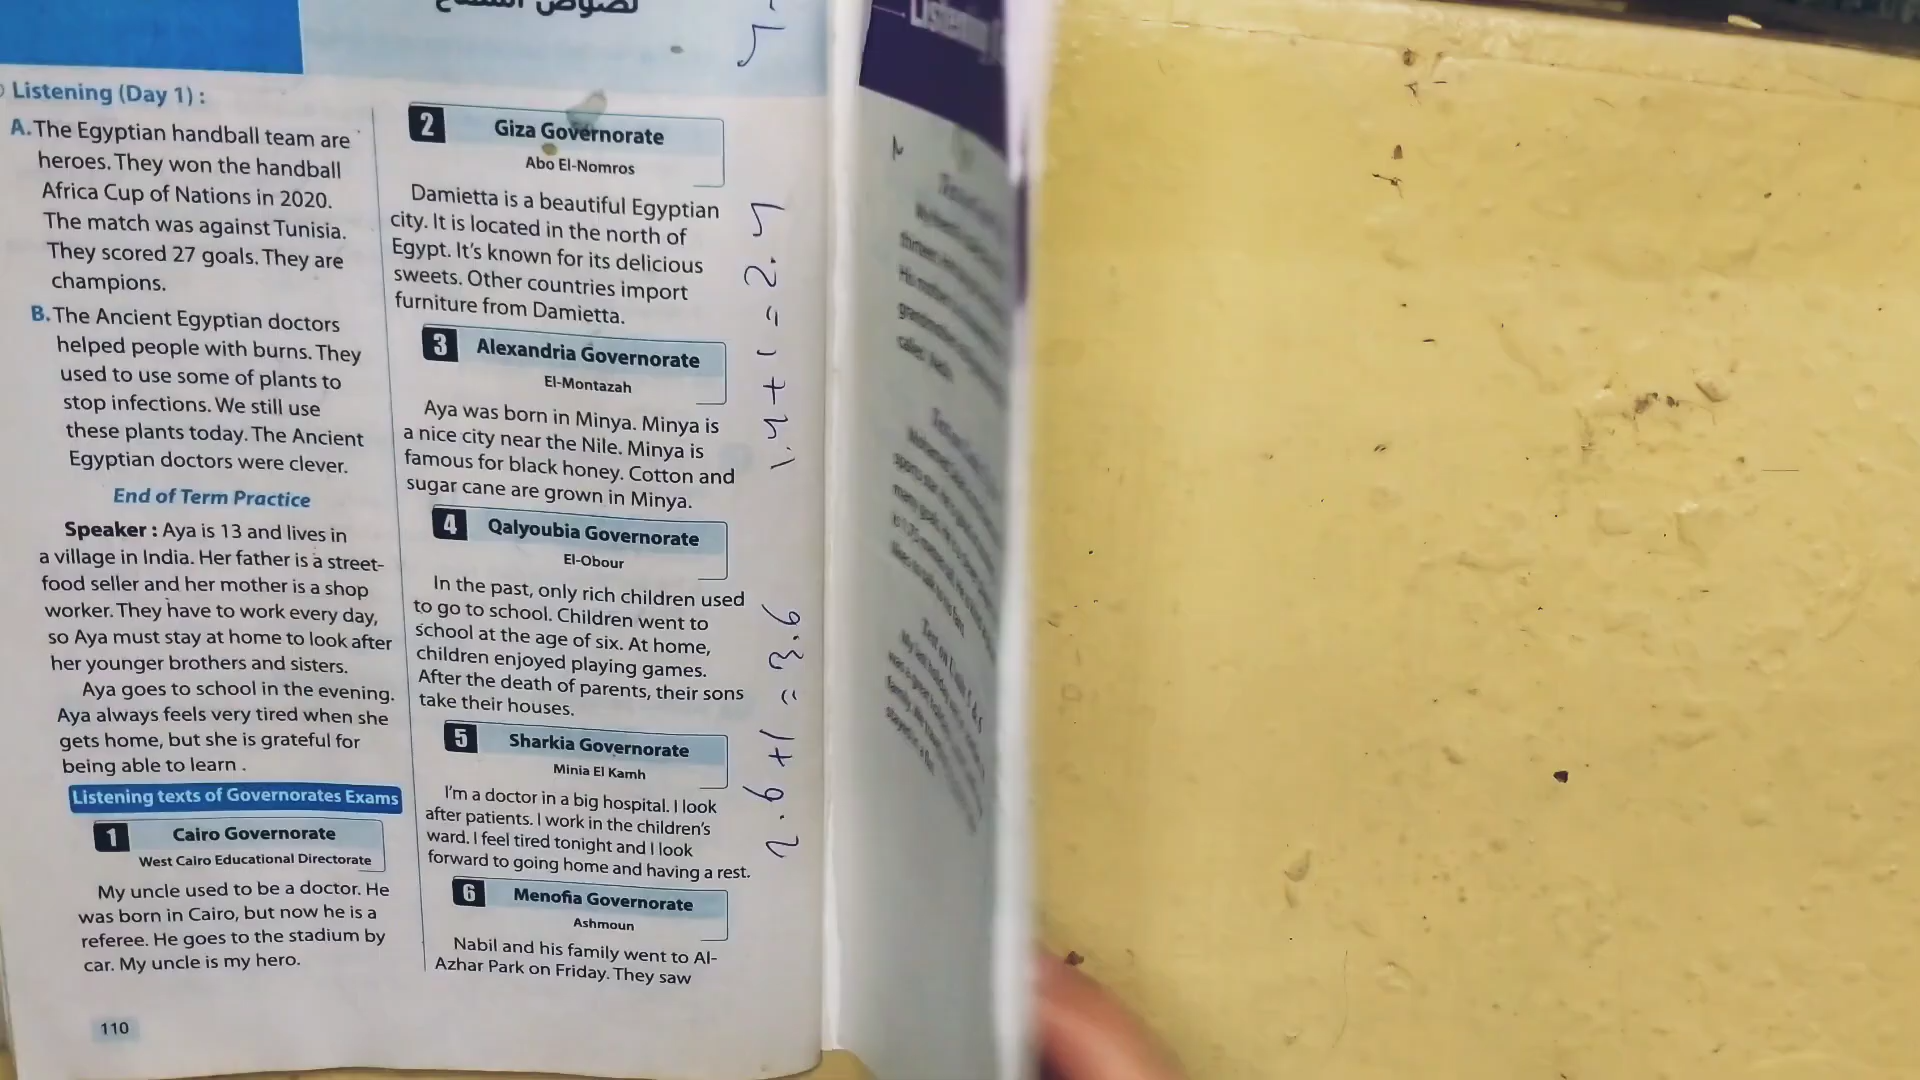 نصوص الاستماع
Listening (Day 1) :
A. The Egyptian handball team are
heroes. They won the handball
Africa Cup of Nations in 2020.
The match was against Tunisia.
They scored 27 goals. They are
champions.
B. The Ancient Egyptian doctors
helped people with burns. They
used to use some of plants to
stop infections. We still use
these plants today. The Ancient
Egyptian doctors were clever.
End of Term Practice
Speaker : Aya is 13 and lives in
a village in India. Her father is a street-
food seller and her mother is a shop
worker. They have to work every day,
so Aya must stay at home to look after
her younger brothers and sisters.
Aya goes to school in the evening.
Aya always feels very tired when she
gets home, but she is grateful for
being able to learn .
Listening texts of Governorates Exams
1 Cairo Governorate
West Cairo Educational Directorate
My uncle used to be a doctor. He
was born in Cairo, but now he is a
referee. He goes to the stadium by
car. My uncle is my hero.
110
2 Giza Governorate
Abo El-Nomros
Damietta is a beautiful Egyptian
city. It is located in the north of
Egypt. It's known for its delicious
sweets. Other countries import
furniture from Damietta.
3 Alexandria Governorate
El-Montazah
Aya was born in Minya. Minya is
a nice city near the Nile. Minya is
famous for black honey. Cotton and
sugar cane are grown in Minya.
4 Qalyoubia Governorate
El-Obour
In the past, only rich children used
to go to school. Children went to
school at the age of six. At home,
children enjoyed playing games.
After the death of parents, their sons
take their houses.
5 Sharkia Governorate
Minia El Kamh
I'm a doctor in a big hospital. I look
after patients. I work in the children's
ward. I feel tired tonight and I look
forward to going home and having a rest.
6 Menofia Governorate
Ashmoun
Nabil and his family went to Al-
Azhar Park on Friday. They saw
2.6+1=3.6
Listening